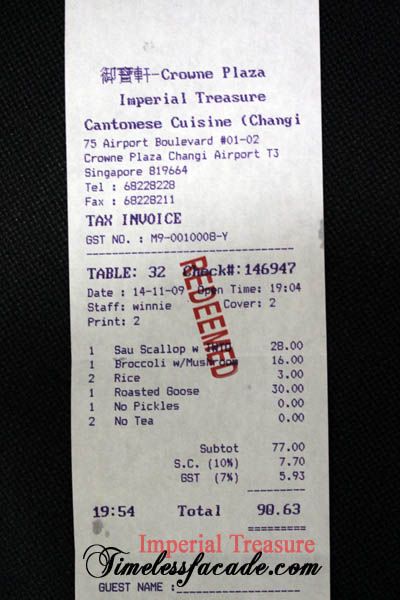 御寶軒-Crowne Plaza
Imperial Treasure
Cantonese Cuisine (Changi
75 Airport Boulevard #01-02
Crowne Plaza Changi Airport T3
Singapore 819664
Tel : 68228228
Fax : 68228211
TAX INVOICE
GST NO. : M9-0010008-Y
TABLE: 32 Check#:146947
Date : 14-11-09 Open Time: 19:04
Staff: winnie Cover: 2
Print: 2
REDEEMED
1 Sau Scallop w 28.00
1 Broccoli w/Mushroom 16.00
2 Rice 3.00
1 Roasted Goose 30.00
1 No Pickles 0.00
2 No Tea 0.00
Subtot 77.00
S.C. (10%) 7.70
GST (7%) 5.93
19:54 Total 90.63
Imperial Treasure
Timelessfacade.com
GUEST NAME :